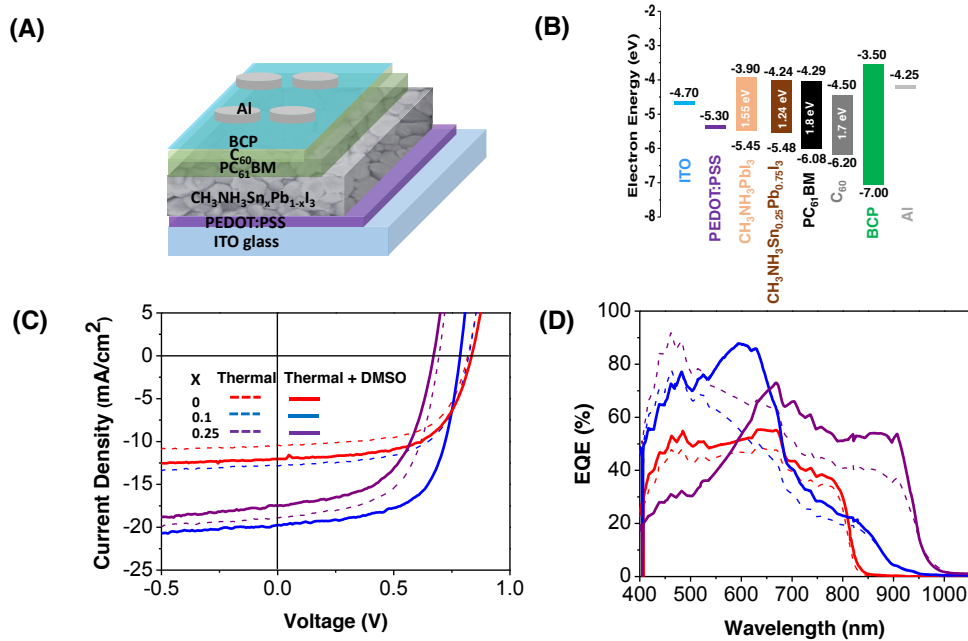 (A)
Al
BCP
C60
PC61BM
CH3NH3SnxPb1-xI3
PEDOT:PSS
ITO glass
(B)
Electron Energy (eV)
-2
-3
-4
-5
-6
-7
-8
-4.70
-5.30
-3.90
1.55 eV
-5.45
-4.24
1.24 eV
-5.48
-4.29
1.8 eV
-6.08
-4.50
1.7 eV
-6.20
-3.50
-7.00
-4.25
ITO
PEDOT:PSS
CH3NH3PbI3
CH3NH3Sn0.25Pb0.75I3
PC61BM
C60
BCP
Al
(C)
Current Density (mA/cm2)
5
0
-5
-10
-15
-20
-25
X Thermal Thermal + DMSO
0
0.1
0.25
-0.5 0.0 0.5 1.0
Voltage (V)
(D)
EQE (%)
100
80
60
40
20
0
400 500 600 700 800 900 1000
Wavelength (nm)